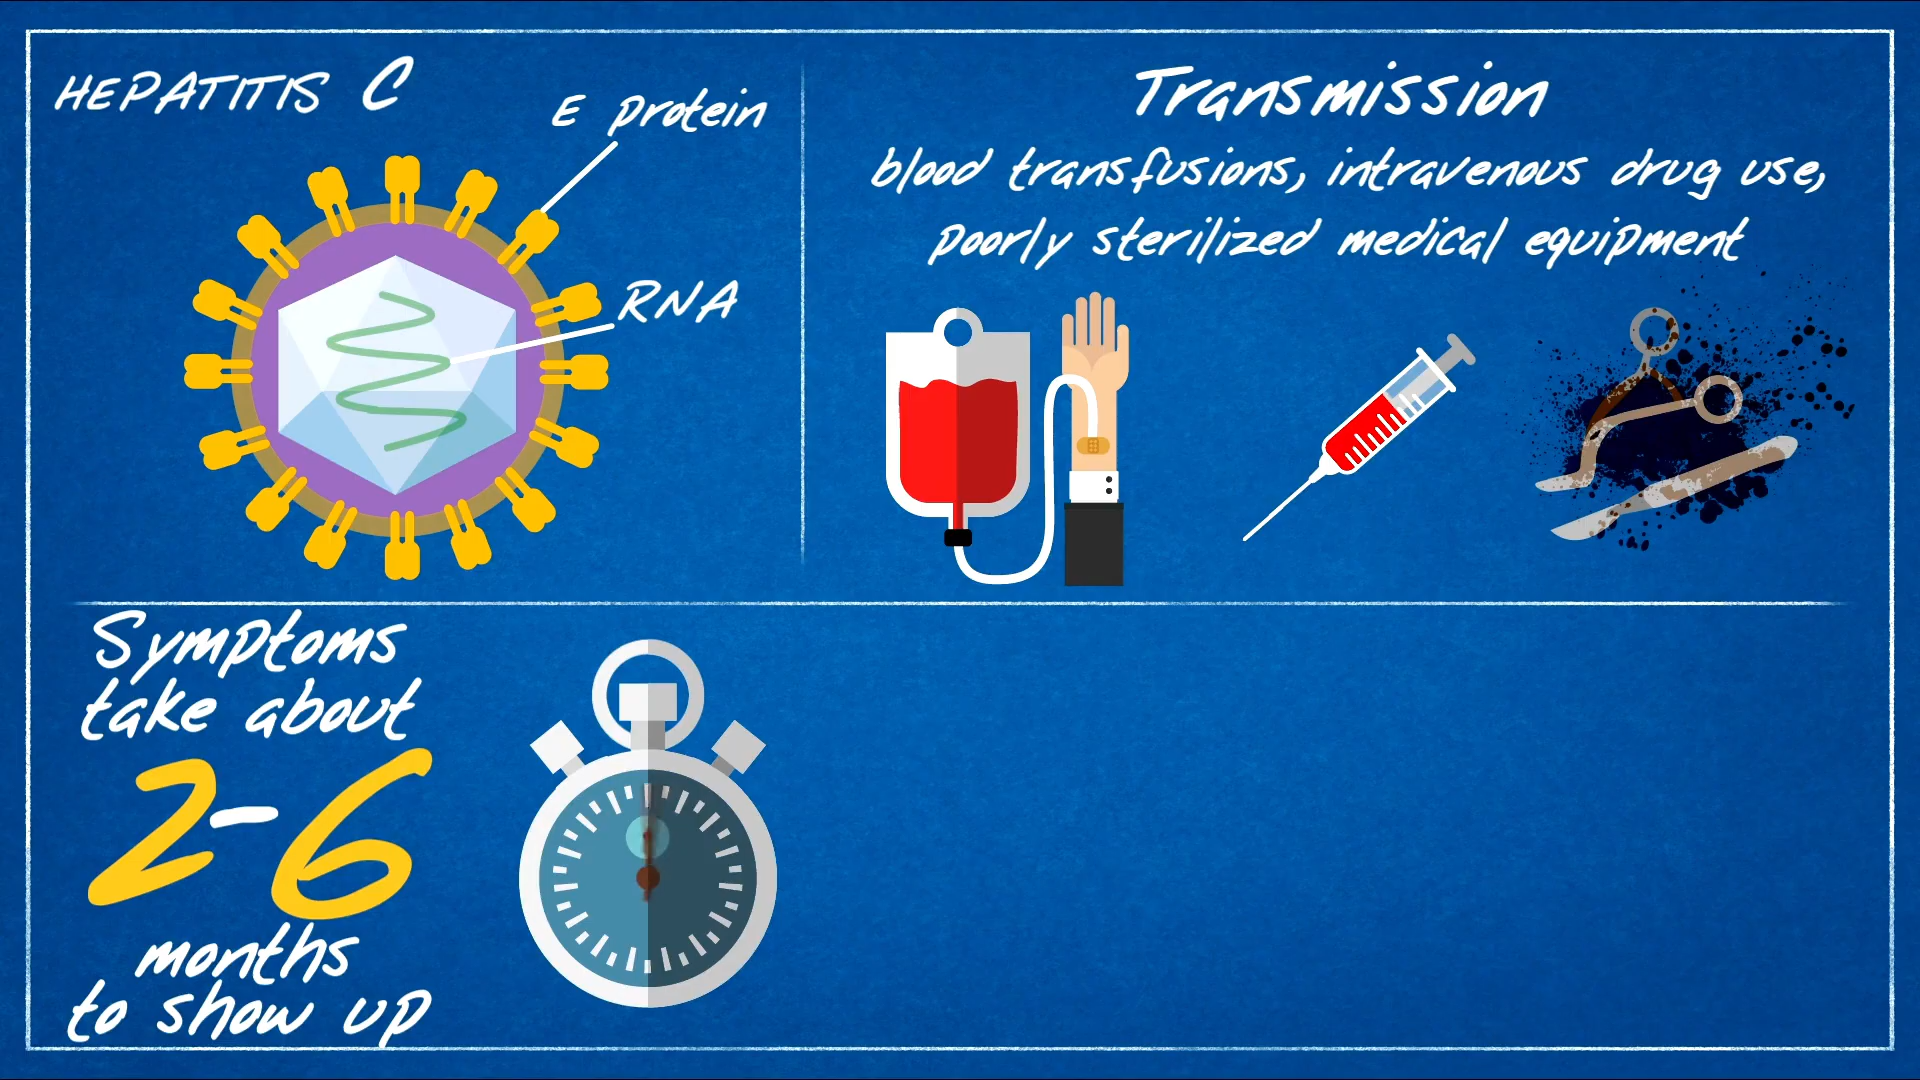 HEPATITIS C
E protein
RNA
Transmission
blood transfusions, intravenous drug use,
poorly sterilized medical equipment
Symptoms
take about
2-6
months
to show up